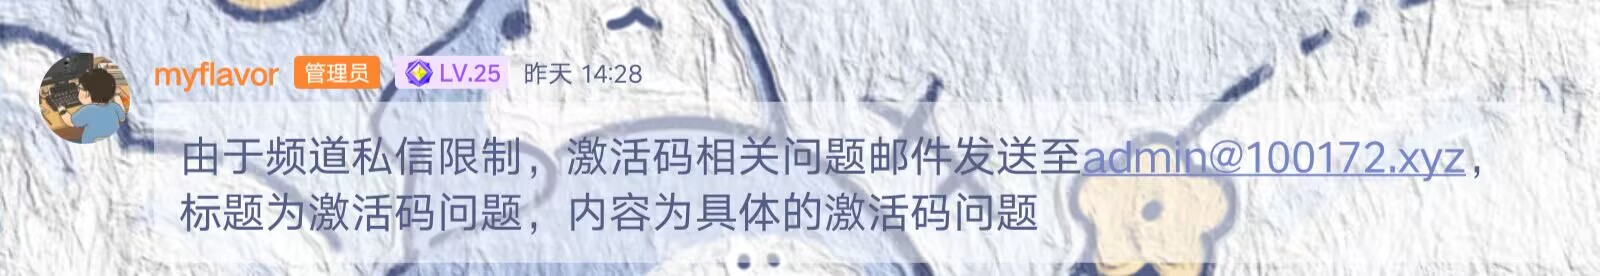 myflavor 管理员 LV.25 昨天 14:28
由于频道私信限制，激活码相关问题邮件发送至admin@100172.xyz，
标题为激活码问题，内容为具体的激活码问题